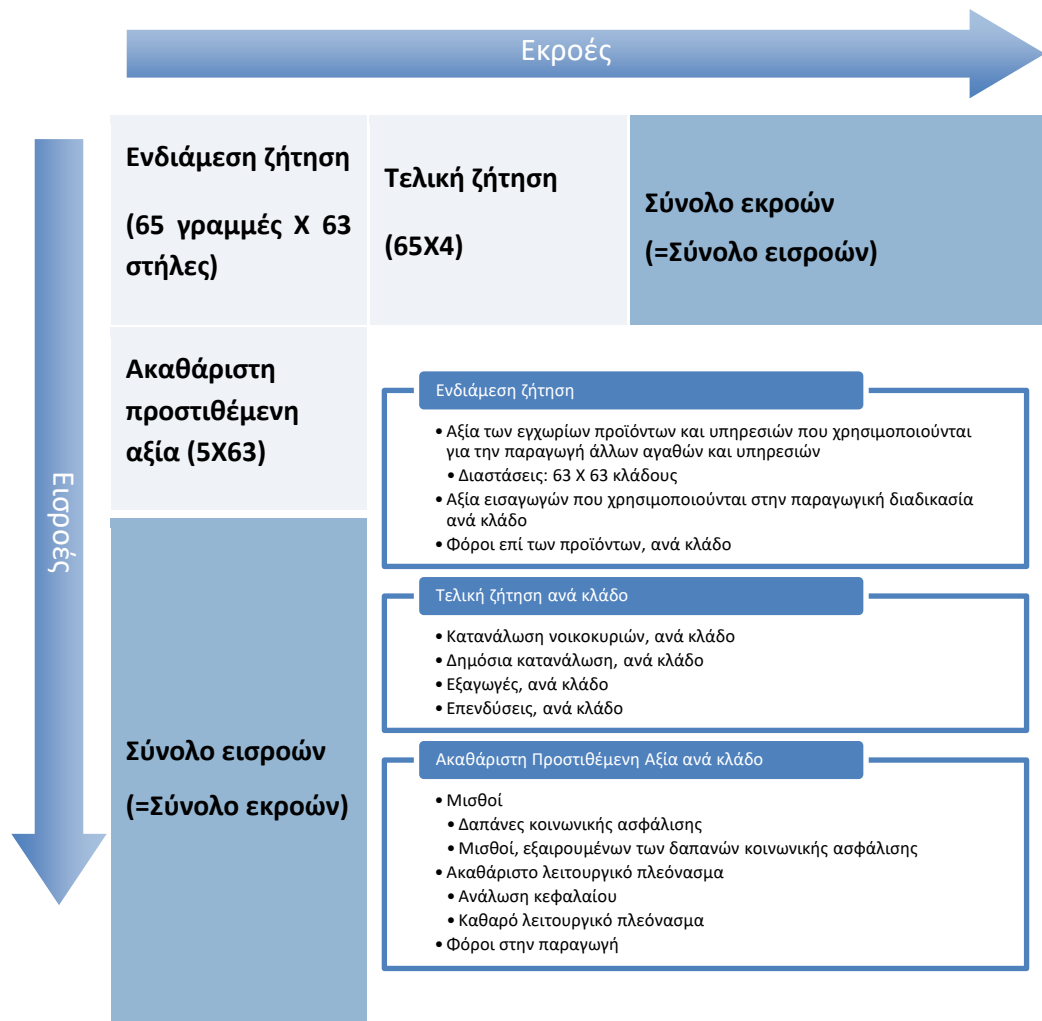 Εκροές
Εισροές
Ενδιάμεση ζήτηση
(65 γραμμές Χ 63
στήλες)
Τελική ζήτηση
(65Χ4)
Σύνολο εκροών
(=Σύνολο εισροών)
Ακαθάριστη
προστιθέμενη
αξία (5Χ63)
Σύνολο εισροών
(=Σύνολο εκροών)
Ενδιάμεση ζήτηση
• Αξία των εγχωρίων προϊόντων και υπηρεσιών που χρησιμοποιούνται
για την παραγωγή άλλων αγαθών και υπηρεσιών
• Διαστάσεις: 63 Χ 63 κλάδους
• Αξία εισαγωγών που χρησιμοποιούνται στην παραγωγική διαδικασία
ανά κλάδο
• Φόροι επί των προϊόντων, ανά κλάδο
Τελική ζήτηση ανά κλάδο
• Κατανάλωση νοικοκυριών, ανά κλάδο
• Δημόσια κατανάλωση, ανά κλάδο
• Εξαγωγές, ανά κλάδο
• Επενδύσεις, ανά κλάδο
Ακαθάριστη Προστιθέμενη Αξία ανά κλάδο
• Μισθοί
• Δαπάνες κοινωνικής ασφάλισης
• Μισθοί, εξαιρουμένων των δαπανών κοινωνικής ασφάλισης
• Ακαθάριστο λειτουργικό πλεόνασμα
• Ανάλωση κεφαλαίου
• Καθαρό λειτουργικό πλεόνασμα
• Φόροι στην παραγωγή